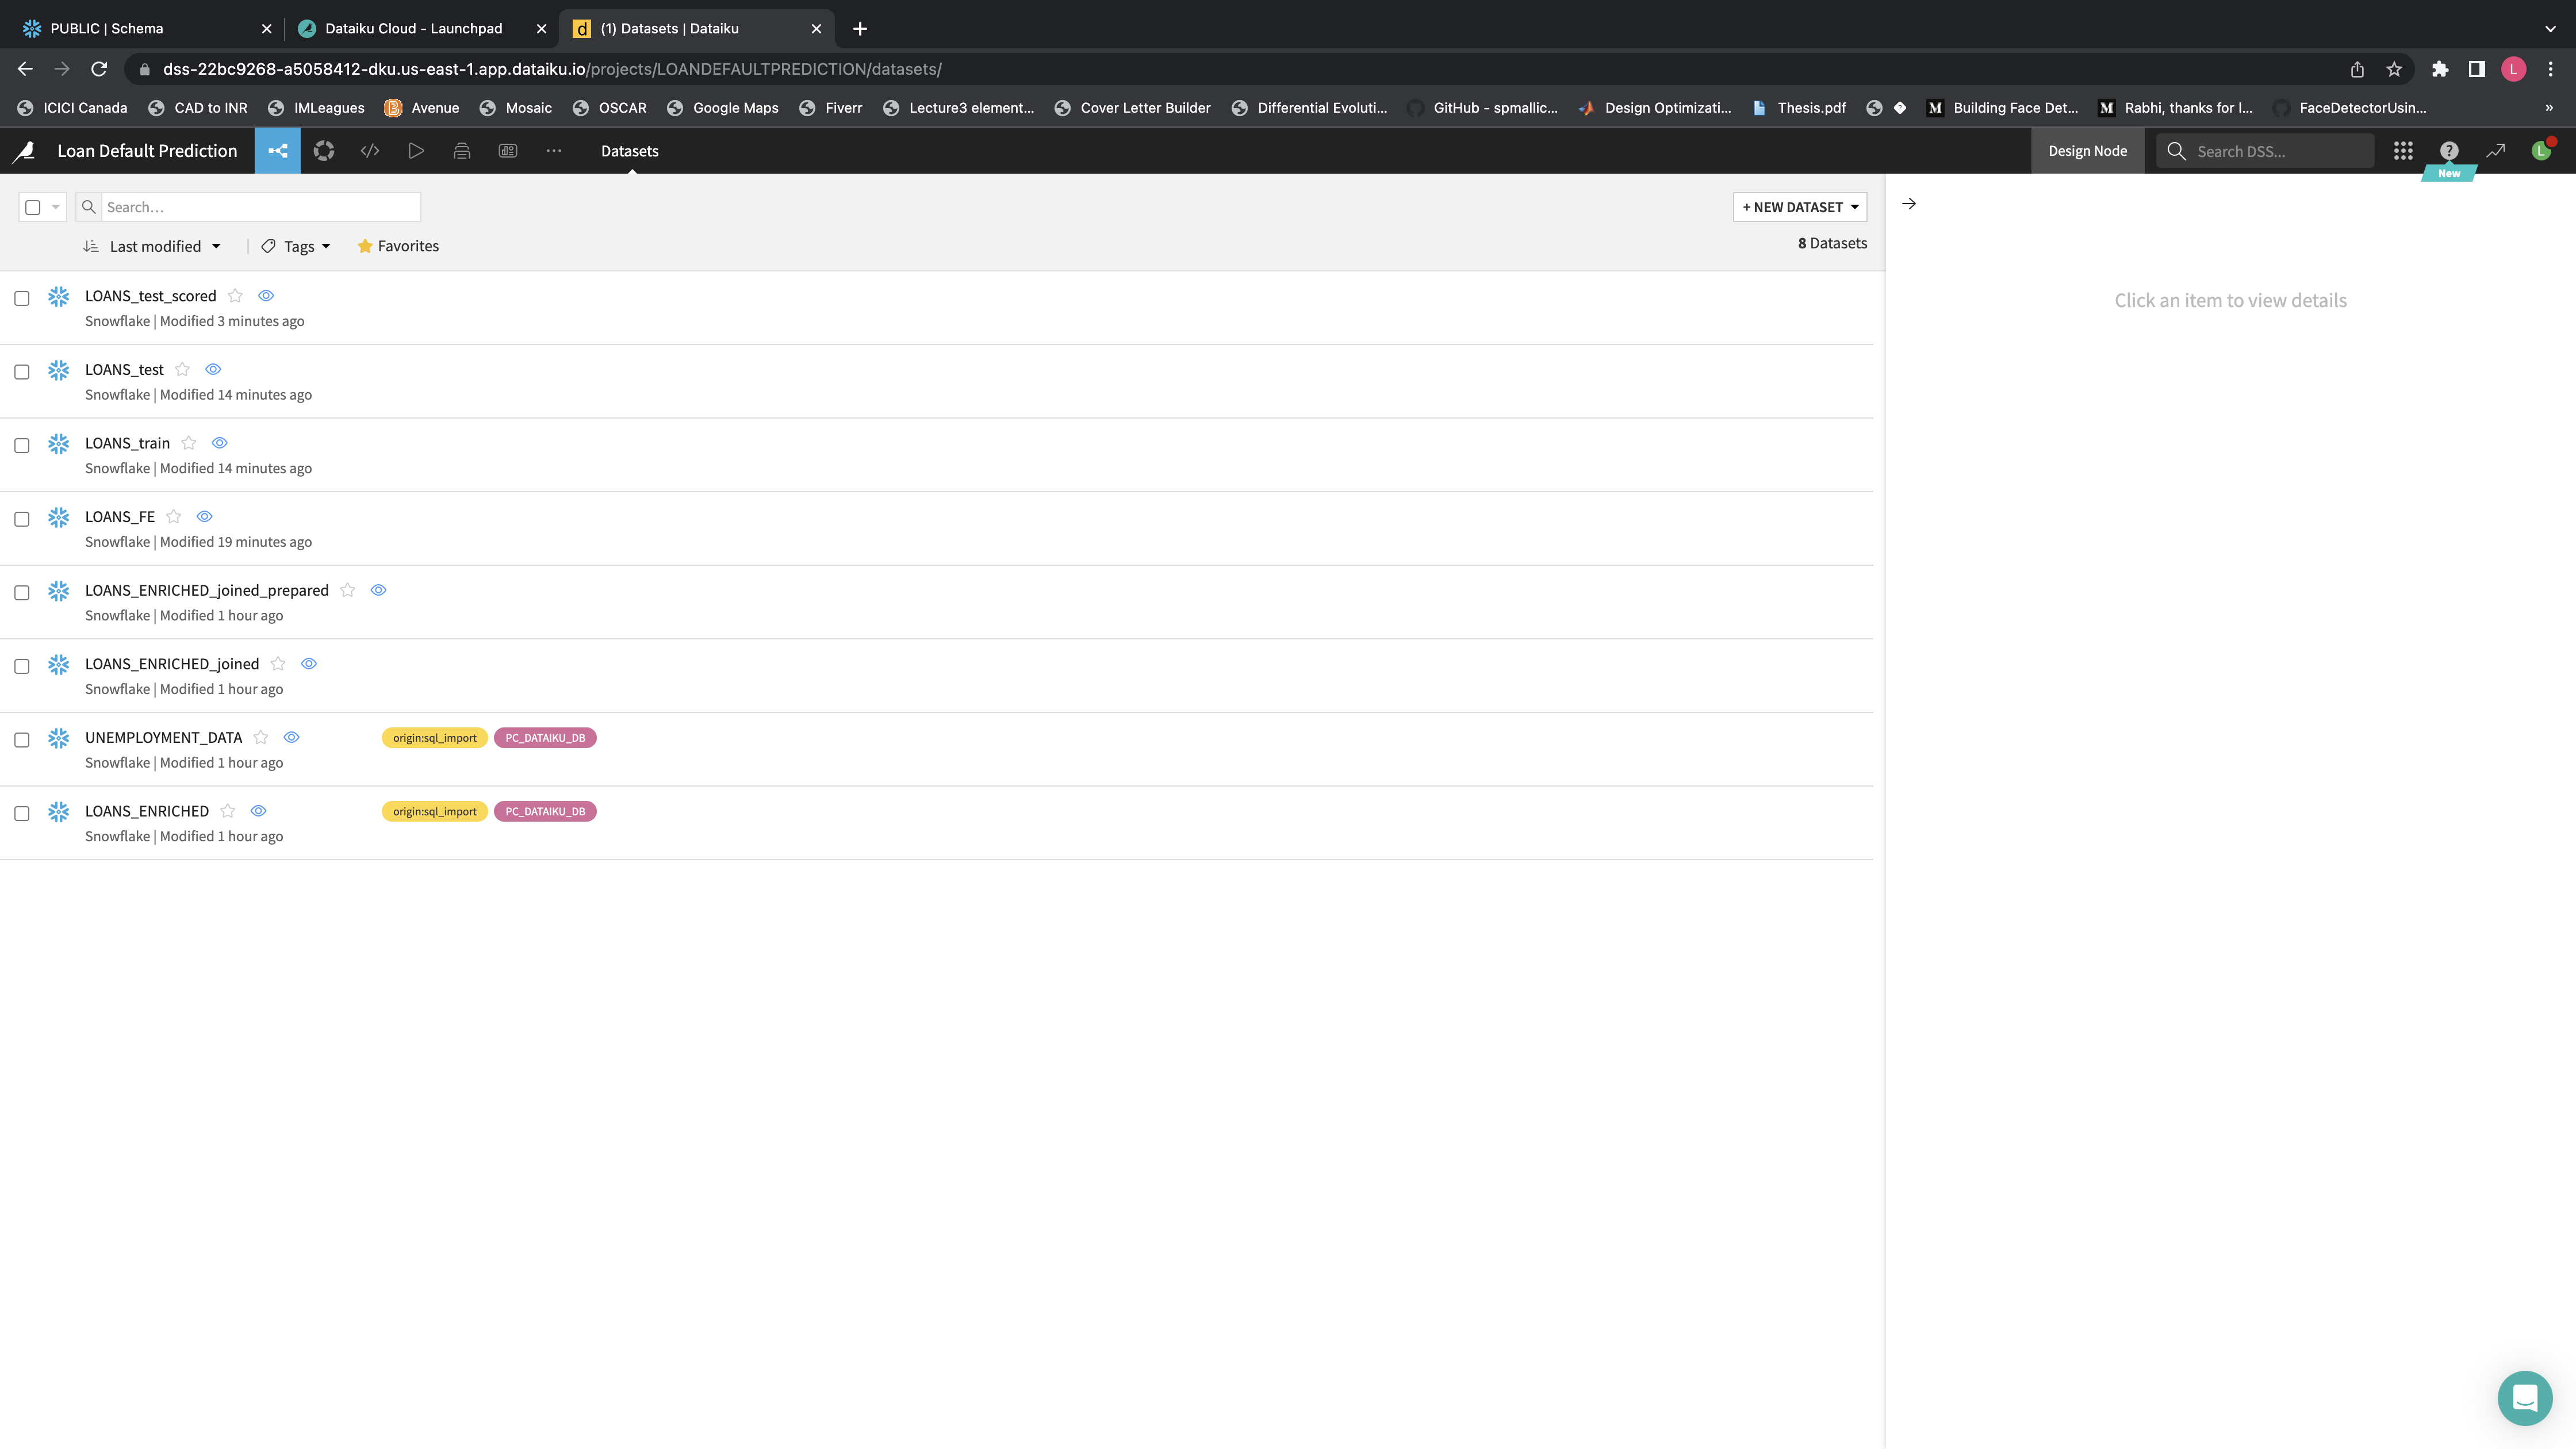 PUBLIC | Schema
Dataiku Cloud - Launchpad
d
(1) Datasets | Dataiku
dss-22bc9268-a5058412-dku.us-east-1.app.dataiku.io/projects/LOANDEFAULTPREDICTION/datasets/
L
ICICI Canada
CAD to INR
IMLeagues
Avenue
Mosaic
OSCAR
Google Maps
Fiverr
Lecture3 element...
Cover Letter Builder
Differential Evoluti...
GitHub - spmallic...
Design Optimizati...
Thesis.pdf
M Building Face Det...
M Rabhi, thanks for l...
FaceDetectorUsin...
»
Loan Default Prediction
Datasets
Design Node
Search DSS...
?
New
L
Search...
+ NEW DATASET
Last modified
Tags
Favorites
8 Datasets
LOANS_test_scored
Snowflake | Modified 3 minutes ago
LOANS_test
Snowflake | Modified 14 minutes ago
LOANS_train
Snowflake | Modified 14 minutes ago
LOANS_FE
Snowflake | Modified 19 minutes ago
LOANS_ENRICHED_joined_prepared
Snowflake | Modified 1 hour ago
LOANS_ENRICHED_joined
Snowflake | Modified 1 hour ago
UNEMPLOYMENT_DATA origin:sql_import PC_DATAIKU_DB
Snowflake | Modified 1 hour ago
LOANS_ENRICHED origin:sql_import PC_DATAIKU_DB
Snowflake | Modified 1 hour ago
Click an item to view details